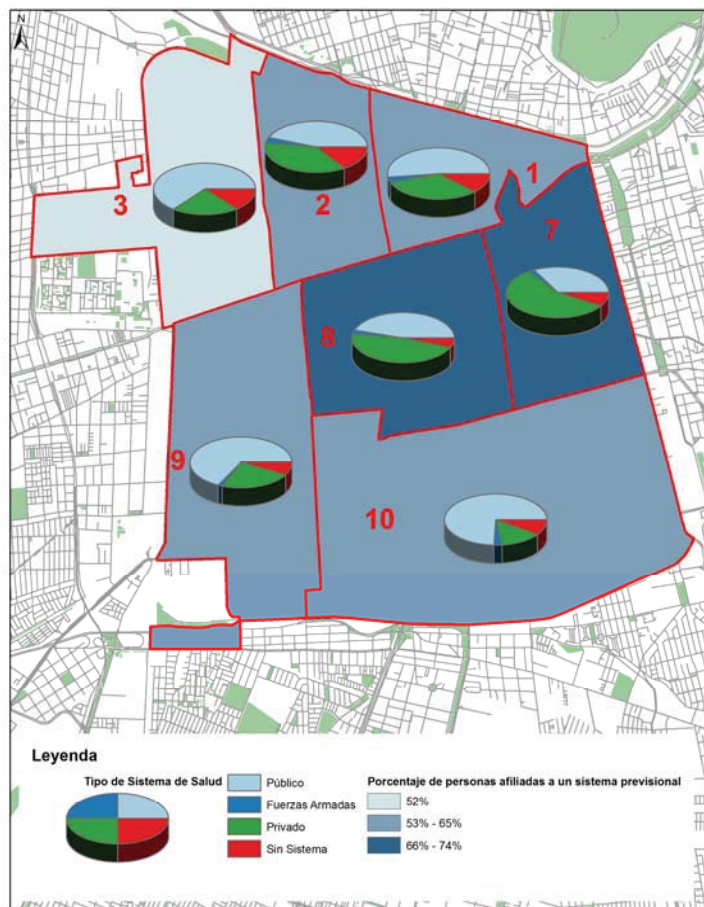 N
1
2
3
7
8
9
10
Leyenda
Tipo de Sistema de Salud
Público
Fuerzas Armadas
Privado
Sin Sistema
Porcentaje de personas afiliadas a un sistema previsional
52%
53% - 65%
66% - 74%